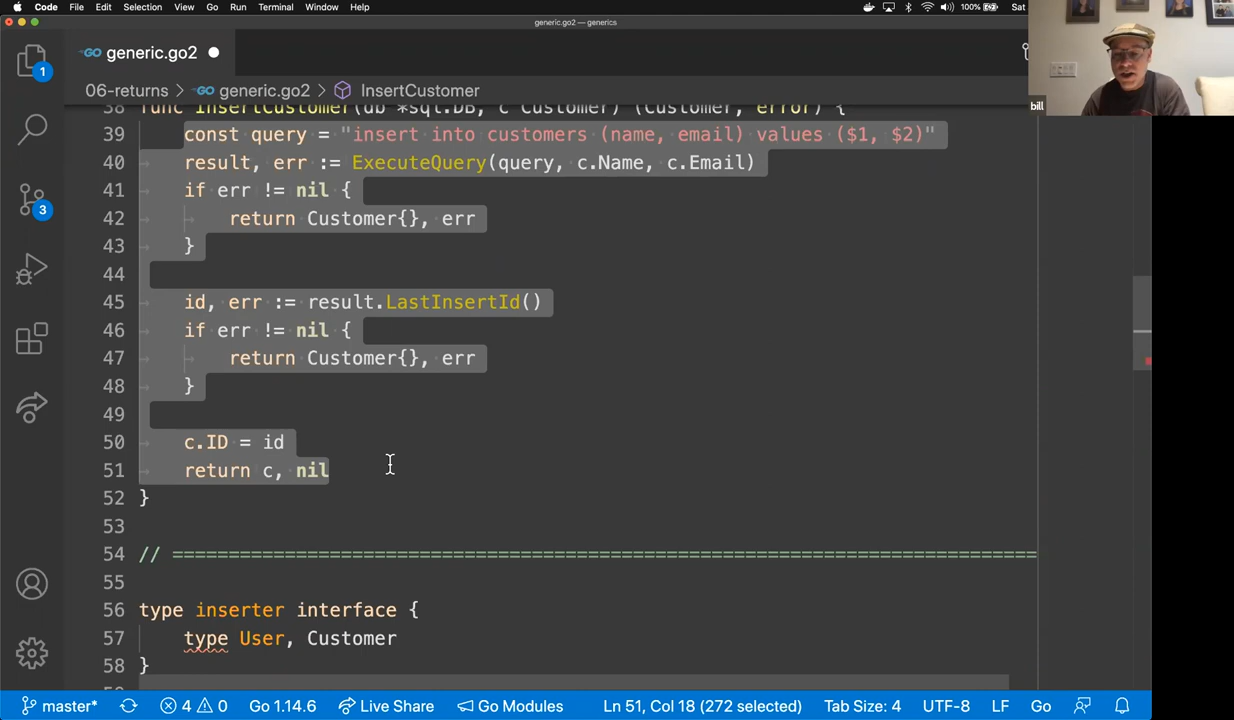 Code File Edit Selection View Go Run Terminal Window Help 100% Sat
generic.go2 — generics
GO generic.go2
06-returns > GO generic.go2 > InsertCustomer
38 func InsertCustomer(db *sql.DB, c Customer) (Customer, error) {
39 const query = "insert into customers (name, email) values ($1, $2)"
40 result, err := ExecuteQuery(query, c.Name, c.Email)
41 if err != nil {
42 return Customer{}, err
43 }
44
45 id, err := result.LastInsertId()
46 if err != nil {
47 return Customer{}, err
48 }
49
50 c.ID = id
51 return c, nil
52 }
53
54 // =============================================================================
55
56 type inserter interface {
57 type User, Customer
58 }
1
3
bill
master* 4 0 Go 1.14.6 Live Share Go Modules Ln 51, Col 18 (272 selected) Tab Size: 4 UTF-8 LF Go